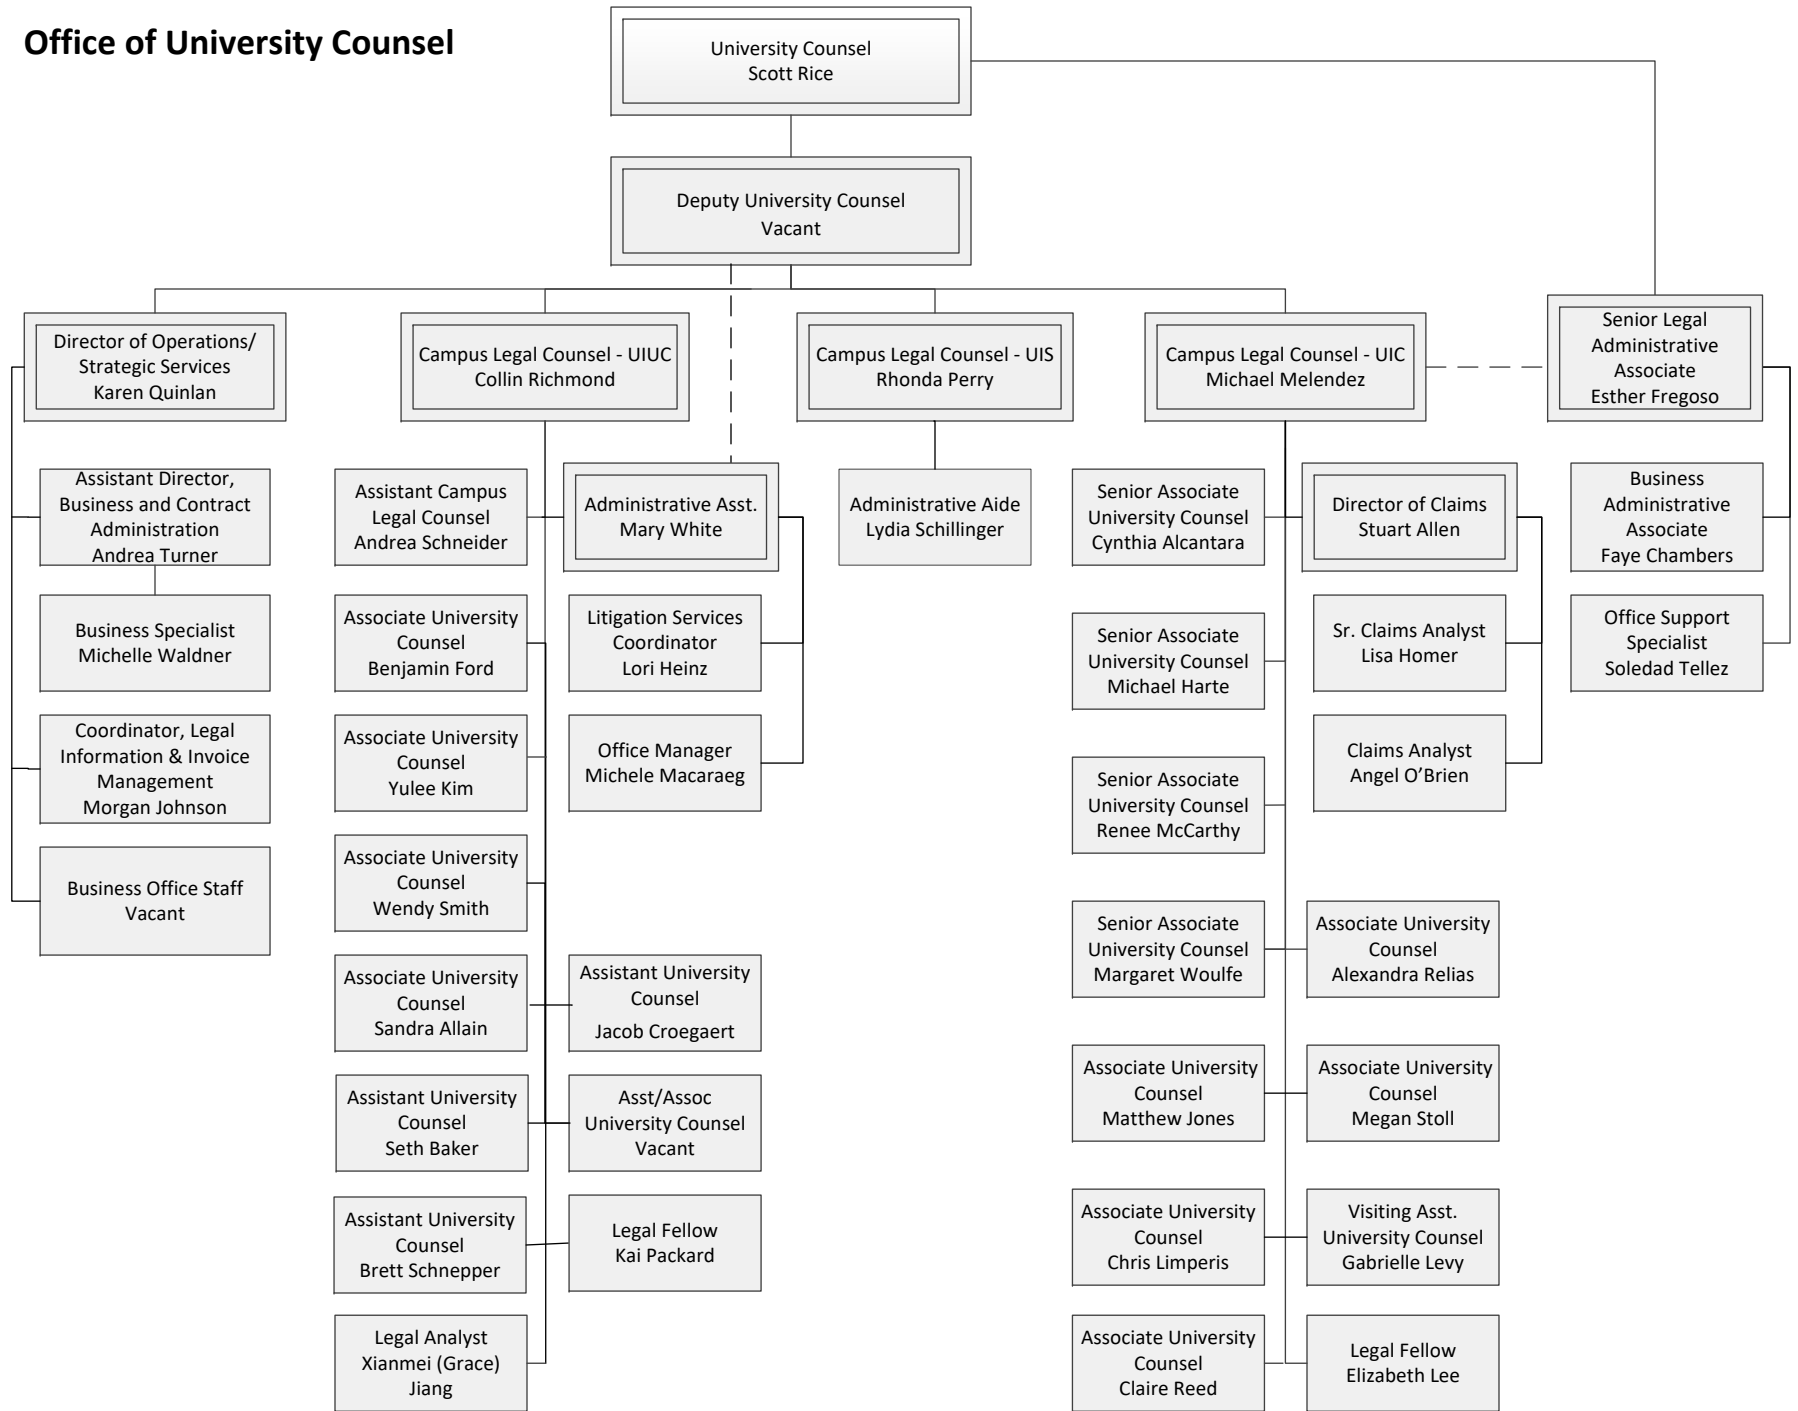 Office of University Counsel
University Counsel
Scott Rice
Deputy University Counsel
Vacant
Director of Operations/
Strategic Services
Karen Quinlan
Campus Legal Counsel - UIUC
Collin Richmond
Campus Legal Counsel - UIS
Rhonda Perry
Campus Legal Counsel - UIC
Michael Melendez
Senior Legal
Administrative
Associate
Esther Fregoso
Assistant Director,
Business and Contract
Administration
Andrea Turner
Business Specialist
Michelle Waldner
Coordinator, Legal
Information & Invoice
Management
Morgan Johnson
Business Office Staff
Vacant
Assistant Campus
Legal Counsel
Andrea Schneider
Administrative Asst.
Mary White
Associate University
Counsel
Benjamin Ford
Litigation Services
Coordinator
Lori Heinz
Associate University
Counsel
Yulee Kim
Office Manager
Michele Macaraeg
Associate University
Counsel
Wendy Smith
Associate University
Counsel
Sandra Allain
Assistant University
Counsel
Jacob Croegaert
Assistant University
Counsel
Seth Baker
Asst/Assoc
University Counsel
Vacant
Assistant University
Counsel
Brett Schnepper
Legal Fellow
Kai Packard
Legal Analyst
Xianmei (Grace)
Jiang
Administrative Aide
Lydia Schillinger
Senior Associate
University Counsel
Cynthia Alcantara
Director of Claims
Stuart Allen
Senior Associate
University Counsel
Michael Harte
Sr. Claims Analyst
Lisa Homer
Senior Associate
University Counsel
Renee McCarthy
Claims Analyst
Angel O’Brien
Senior Associate
University Counsel
Margaret Woulfe
Associate University
Counsel
Alexandra Relias
Associate University
Counsel
Matthew Jones
Associate University
Counsel
Megan Stoll
Associate University
Counsel
Chris Limperis
Visiting Asst.
University Counsel
Gabrielle Levy
Associate University
Counsel
Claire Reed
Legal Fellow
Elizabeth Lee
Business
Administrative
Associate
Faye Chambers
Office Support
Specialist
Soledad Tellez